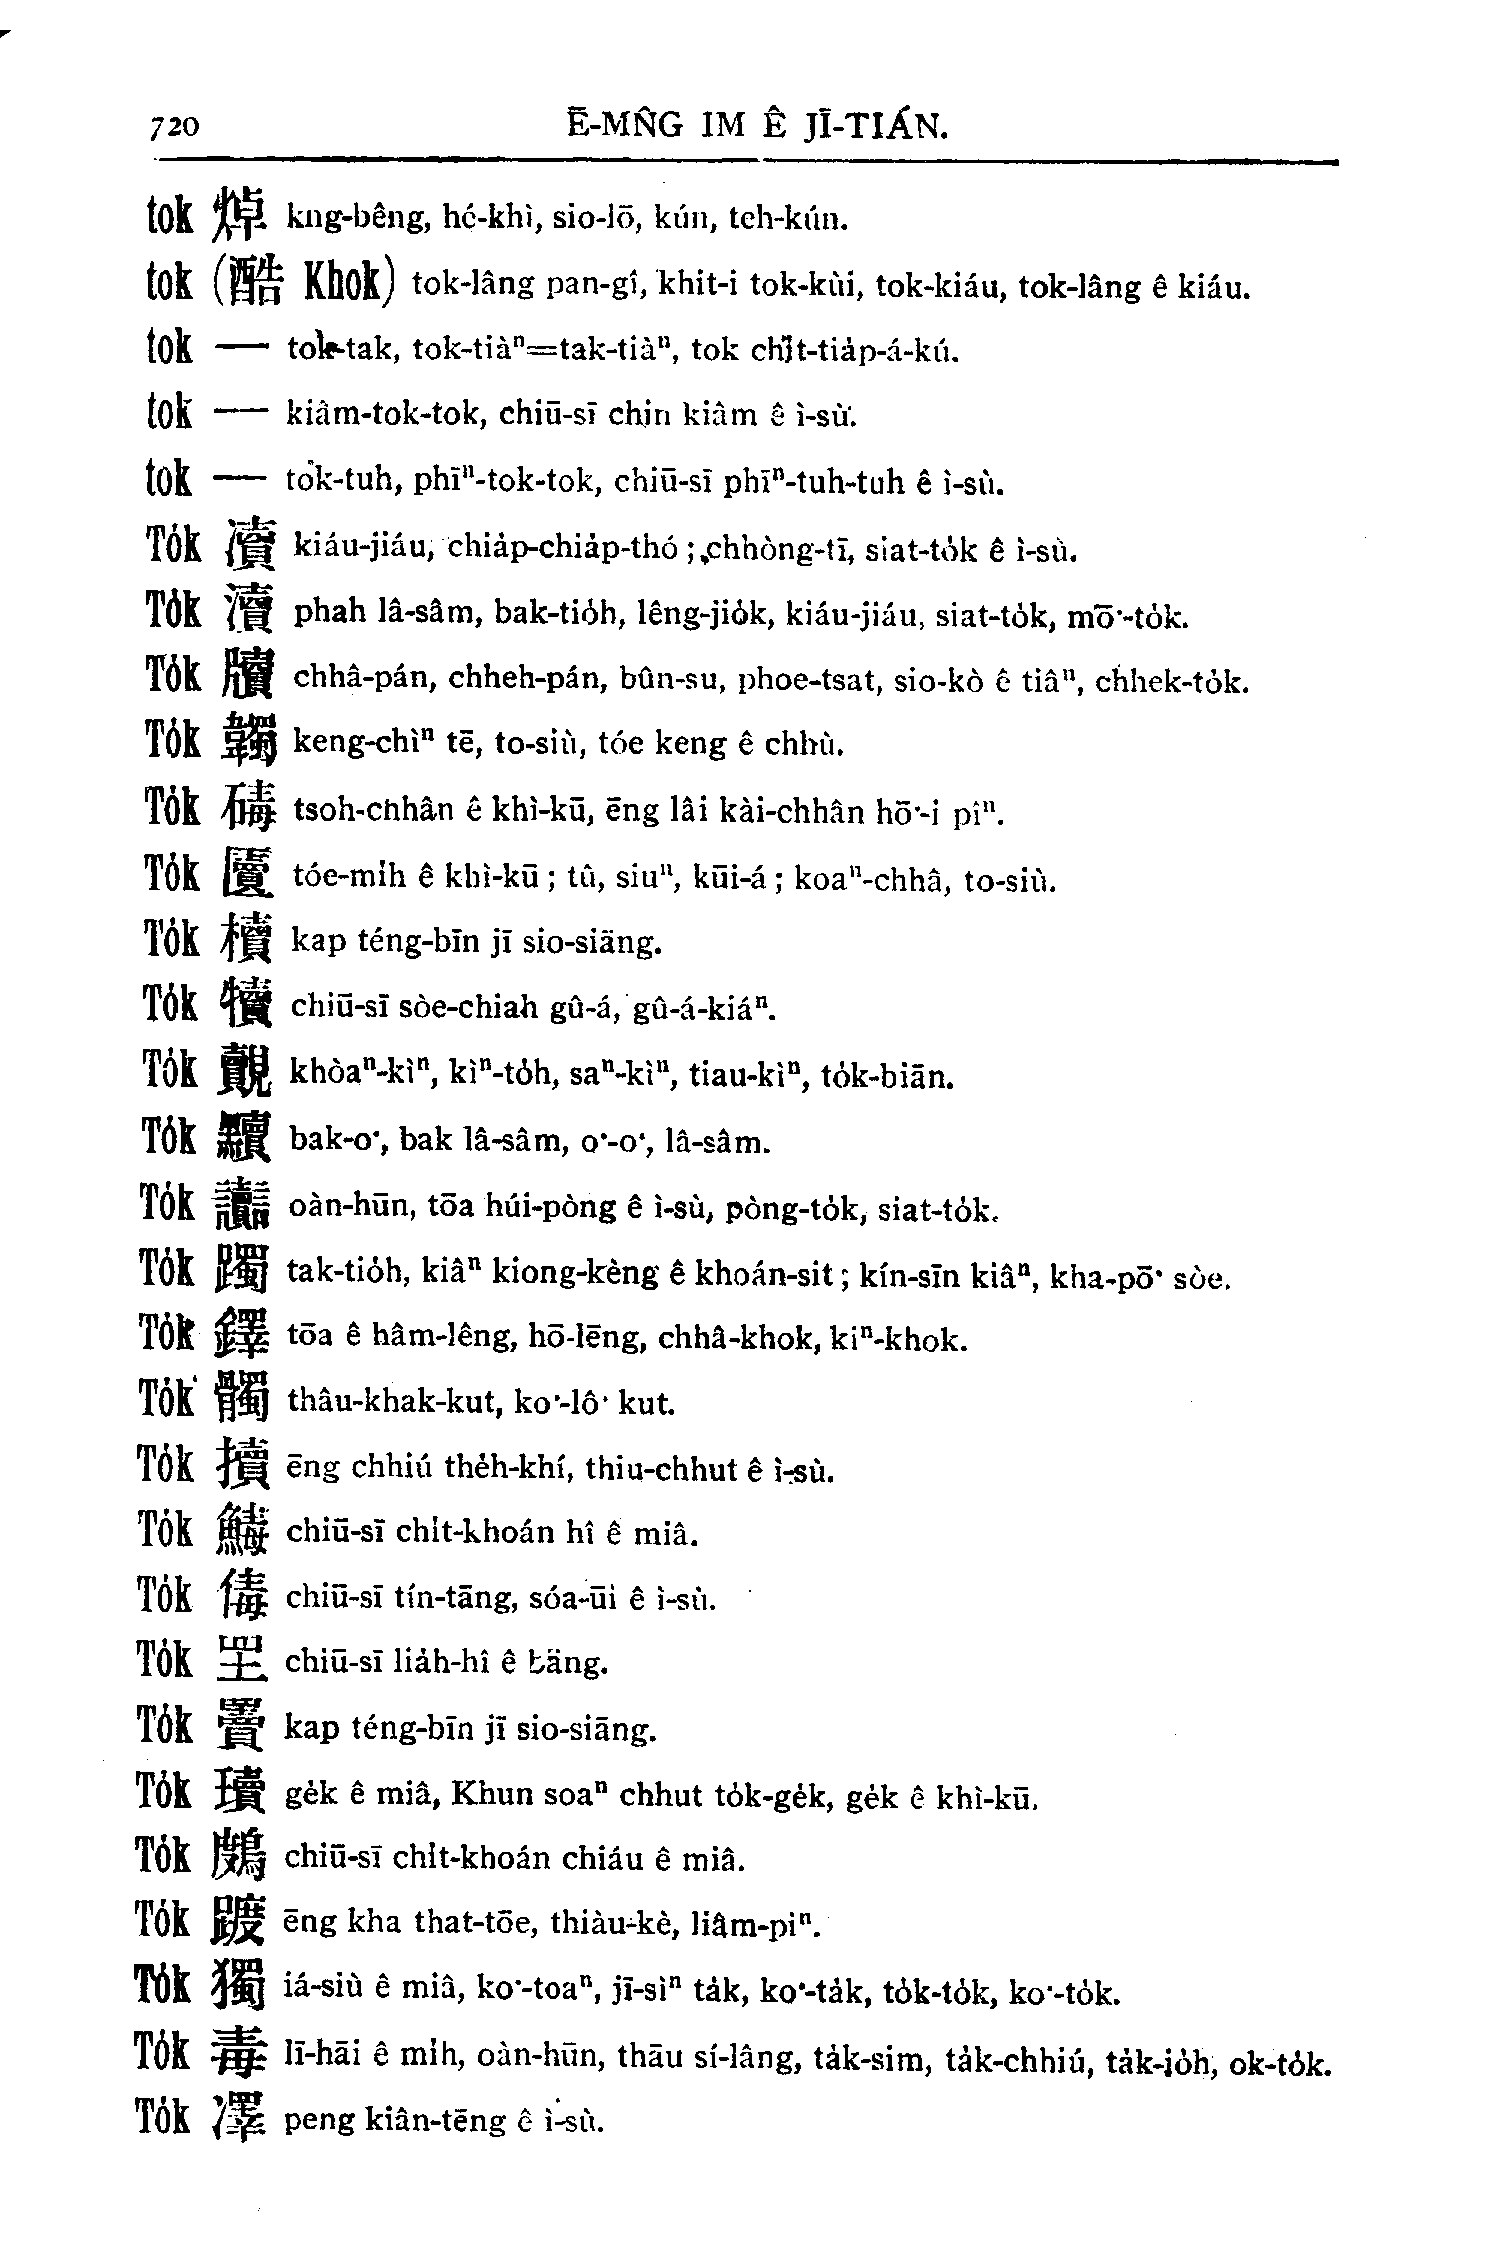 720 Ē-MN̂G IM Ê JĪ-TIÁN.
tok 焯 kng-bêng, hé-khì, sio-lō, kún, teh-kún.
tok (酷 Khok) tok-lâng pan-gî, khit-i tok-kùi, tok-kiáu, tok-lâng ê kiáu.
tok — tok-tak, tok-tiàⁿ=tak-tiàⁿ, tok chi̍t-tia̍p-á-kú.
tok — kiâm-tok-tok, chiū-sī chin kiâm ê ì-sù.
tok — tok-tuh, phīⁿ-tok-tok, chiū-sī phīⁿ-tuh-tuh ê ì-sù.
To̍k 凟 kiáu-jiáu, chia̍p-chia̍p-thó; chhòng-tī, siat-to̍k ê ì-sù.
To̍k 瀆 phah lâ-sâm, bak-tio̍h, lêng-jio̍k, kiáu-jiáu, siat-to̍k, mō͘-to̍k.
To̍k 牘 chhâ-pán, chheh-pán, bûn-su, phoe-tsat, sio-kò ê tiâⁿ, chhek-to̍k.
To̍k 韣 keng-chìⁿ tē, to-siù, tóe keng ê chhù.
To̍k 碡 tsoh-chhân ê khì-kū, ēng lâi kài-chhân hō͘-i pîⁿ.
To̍k 匵 tóe-mi̍h ê khì-kū; tû, siuⁿ, kūi-á; koaⁿ-chhâ, to-siù.
To̍k 櫝 kap téng-bīn jī sio-siāng.
To̍k 犢 chiū-sī sòe-chiah gû-á, gû-á-kiáⁿ.
To̍k 覿 khòaⁿ-kìⁿ, kìⁿ-to̍h, saⁿ-kìⁿ, tiau-kìⁿ, to̍k-biān.
To̍k 黷 bak-o͘, bak lâ-sâm, o͘-o͘, lâ-sâm.
To̍k 讟 oàn-hūn, tōa húi-pòng ê ì-sù, pòng-to̍k, siat-to̍k.
To̍k 躅 tak-tio̍h, kiâⁿ kiong-kèng ê khoán-sit; kín-sīn kiâⁿ, kha-pō͘ sòe.
To̍k 鐸 tōa ê hâm-lêng, hō-lēng, chhâ-khok, kiⁿ-khok.
To̍k 髑 thâu-khak-kut, ko͘-lô͘ kut.
To̍k 擩 ēng chhiú the̍h-khí, thiu-chhut ê ì-sù.
To̍k 䱯 chiū-sī chi̍t-khoán hî ê miâ.
To̍k 㑄 chiū-sī tín-tāng, sóa-ūi ê ì-sù.
To̍k chiū-sī lia̍h-hî ê bāng.
To̍k kap téng-bīn jī sio-siāng.
To̍k 瓄 ge̍k ê miâ, Khun soaⁿ chhut to̍k-ge̍k, ge̍k ê khì-kū.
To̍k chiū-sī chi̍t-khoán chiáu ê miâ.
To̍k 踱 ēng kha that-tōe, thiàu-kè, liâm-piⁿ.
To̍k 獨 iá-siù ê miâ, ko͘-toaⁿ, jī-sìⁿ ta̍k, ko͘-ta̍k, to̍k-to̍k, ko͘-to̍k.
To̍k 毒 lī-hāi ê mi̍h, oàn-hūn, thāu sí-lâng, ta̍k-sim, ta̍k-chhiú, ta̍k-io̍h, ok-to̍k.
To̍k peng kiân-tēng ê ì-sù.